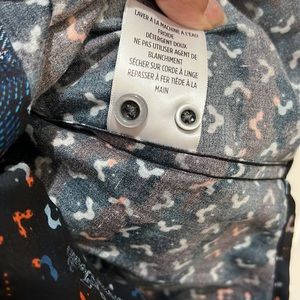 LAVER À LA MACHINE À L'EAU
FROIDE
DÉTERGENT DOUX
NE PAS UTILISER AGENT DE
BLANCHIMENT
SÉCHER SUR CORDE À LINGE
REPASSER À FER TIÈDE À LA
MAIN